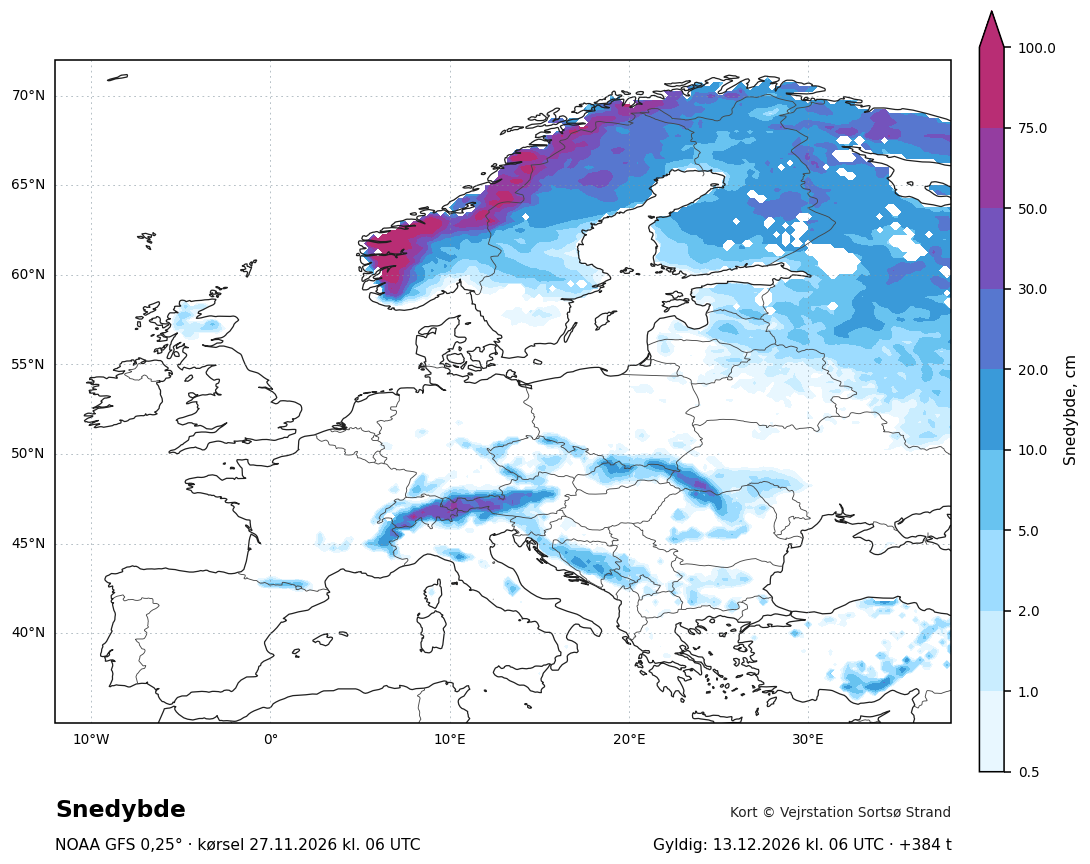 100.0
75.0
50.0
30.0
20.0
10.0
5.0
2.0
1.0
0.5
Snedybde, cm
70°N
65°N
60°N
55°N
50°N
45°N
40°N
10°W
0°
10°E
20°E
30°E
Snedybde
Kort © Vejrstation Sortsø Strand
NOAA GFS 0,25° · kørsel 27.11.2026 kl. 06 UTC
Gyldig: 13.12.2026 kl. 06 UTC · +384 t